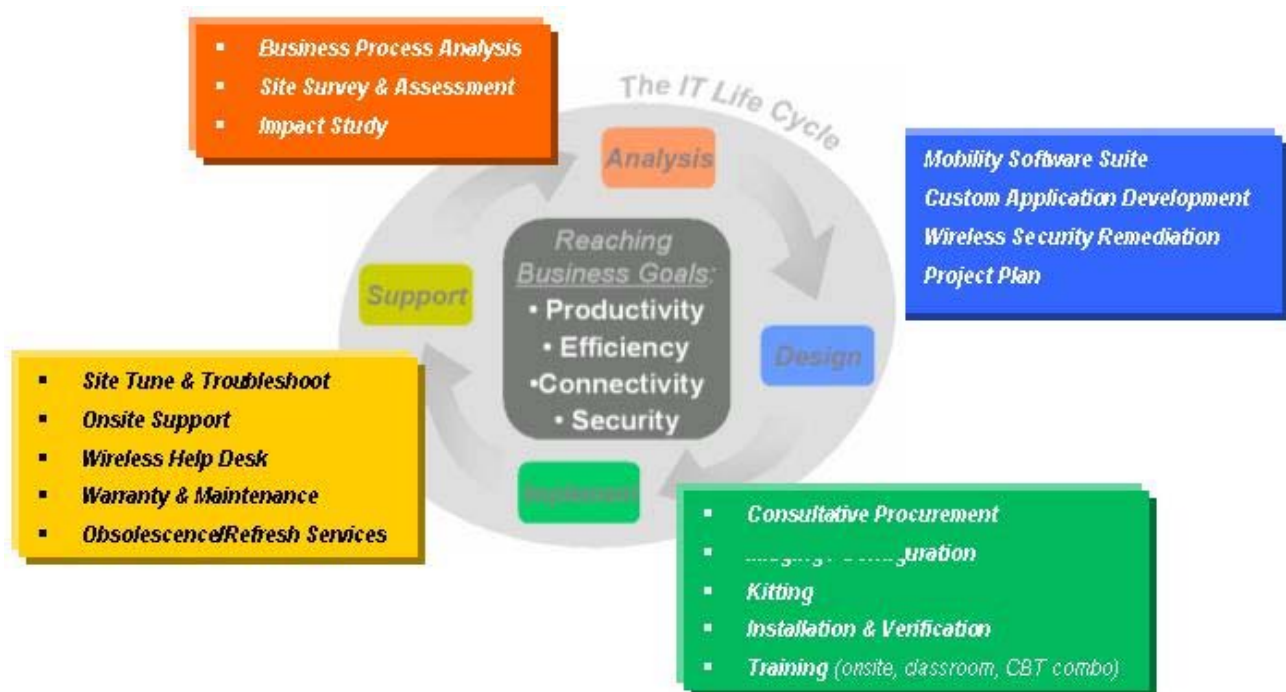 Business Process Analysis
Site Survey & Assessment
Impact Study
The IT Life Cycle
Analysis
Mobility Software Suite
Custom Application Development
Wireless Security Remediation
Project Plan
Reaching
Business Goals:
• Productivity
• Efficiency
•Connectivity
• Security
Support
Design
Site Tune & Troubleshoot
Onsite Support
Wireless Help Desk
Warranty & Maintenance
Obsolescence/Refresh Services
Implement
Consultative Procurement
Kitting
Installation & Verification
Training (onsite, classroom, CBT combo)